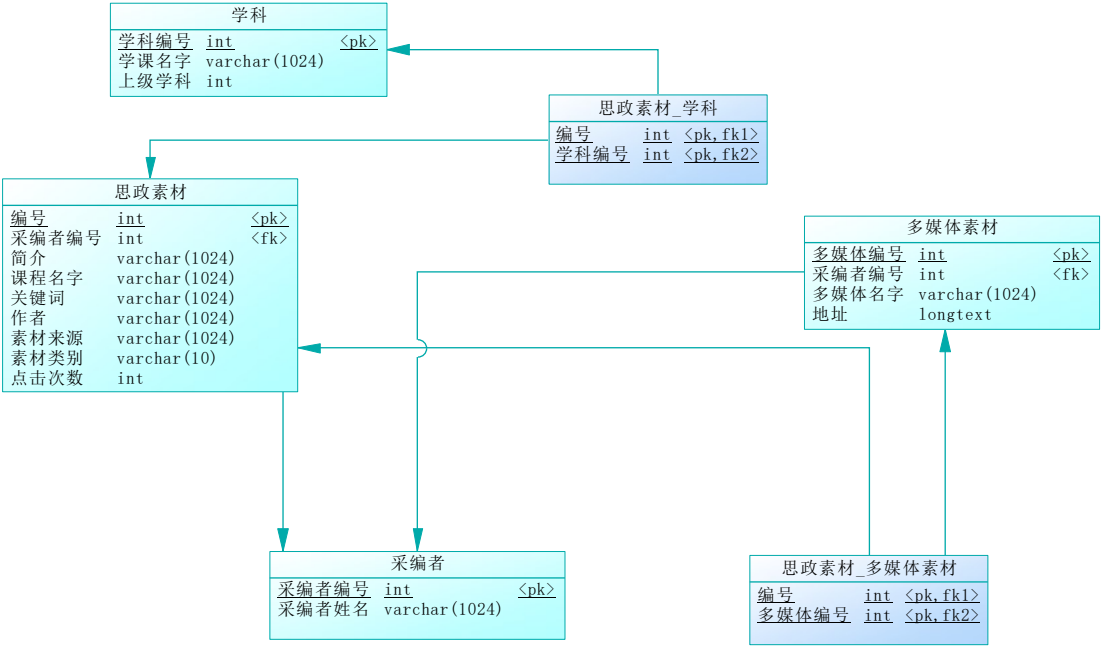 学科
学科编号 int <pk>
学课名字 varchar(1024)
上级学科 int
思政素材_学科
编号 int <pk,fk1>
学科编号 int <pk,fk2>
思政素材
编号 int <pk>
采编者编号 int <fk>
简介 varchar(1024)
课程名字 varchar(1024)
关键词 varchar(1024)
作者 varchar(1024)
素材来源 varchar(1024)
素材类别 varchar(10)
点击次数 int
多媒体素材
多媒体编号 int <pk>
采编者编号 int <fk>
多媒体名字 varchar(1024)
地址 longtext
采编者
采编者编号 int <pk>
采编者姓名 varchar(1024)
思政素材_多媒体素材
编号 int <pk,fk1>
多媒体编号 int <pk,fk2>